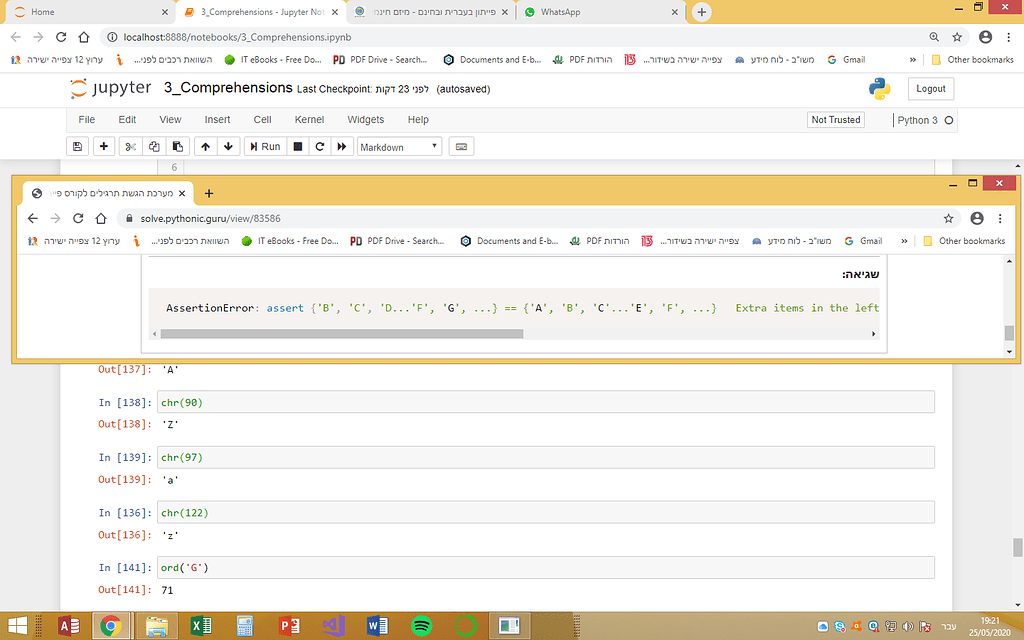 Home
3_Comprehensions - Jupyter Not
פייתון בעברית ובחינם - מיזם חינמי
WhatsApp
localhost:8888/notebooks/3_Comprehensions.ipynb
ערוץ 12 צפייה ישירה
השוואת רכבים לפני...
IT eBooks - Free Do...
PDF Drive - Search...
Documents and E-b...
הורדות PDF
צפייה ישירה בשידור...
משו"ב - לוח מידע
Gmail
»
Other bookmarks
jupyter 3_Comprehensions Last Checkpoint: לפני 23 דקות (autosaved)
Logout
File Edit View Insert Cell Kernel Widgets Help
Not Trusted
Python 3
Run
Markdown
6
מערכת הגשת תרגילים לקורס פיי
solve.pythonic.guru/view/83586
ערוץ 12 צפייה ישירה
השוואת רכבים לפני...
IT eBooks - Free Do...
PDF Drive - Search...
Documents and E-b...
הורדות PDF
צפייה ישירה בשידור...
משו"ב - לוח מידע
Gmail
»
Other bookmarks
שגיאה:
AssertionError: assert {'B', 'C', 'D...'F', 'G', ...} == {'A', 'B', 'C'...'E', 'F', ...} Extra items in the left
Out[137]: 'A'
In [138]: chr(90)
Out[138]: 'Z'
In [139]: chr(97)
Out[139]: 'a'
In [136]: chr(122)
Out[136]: 'z'
In [141]: ord('G')
Out[141]: 71
עבר
19:21
25/05/2020